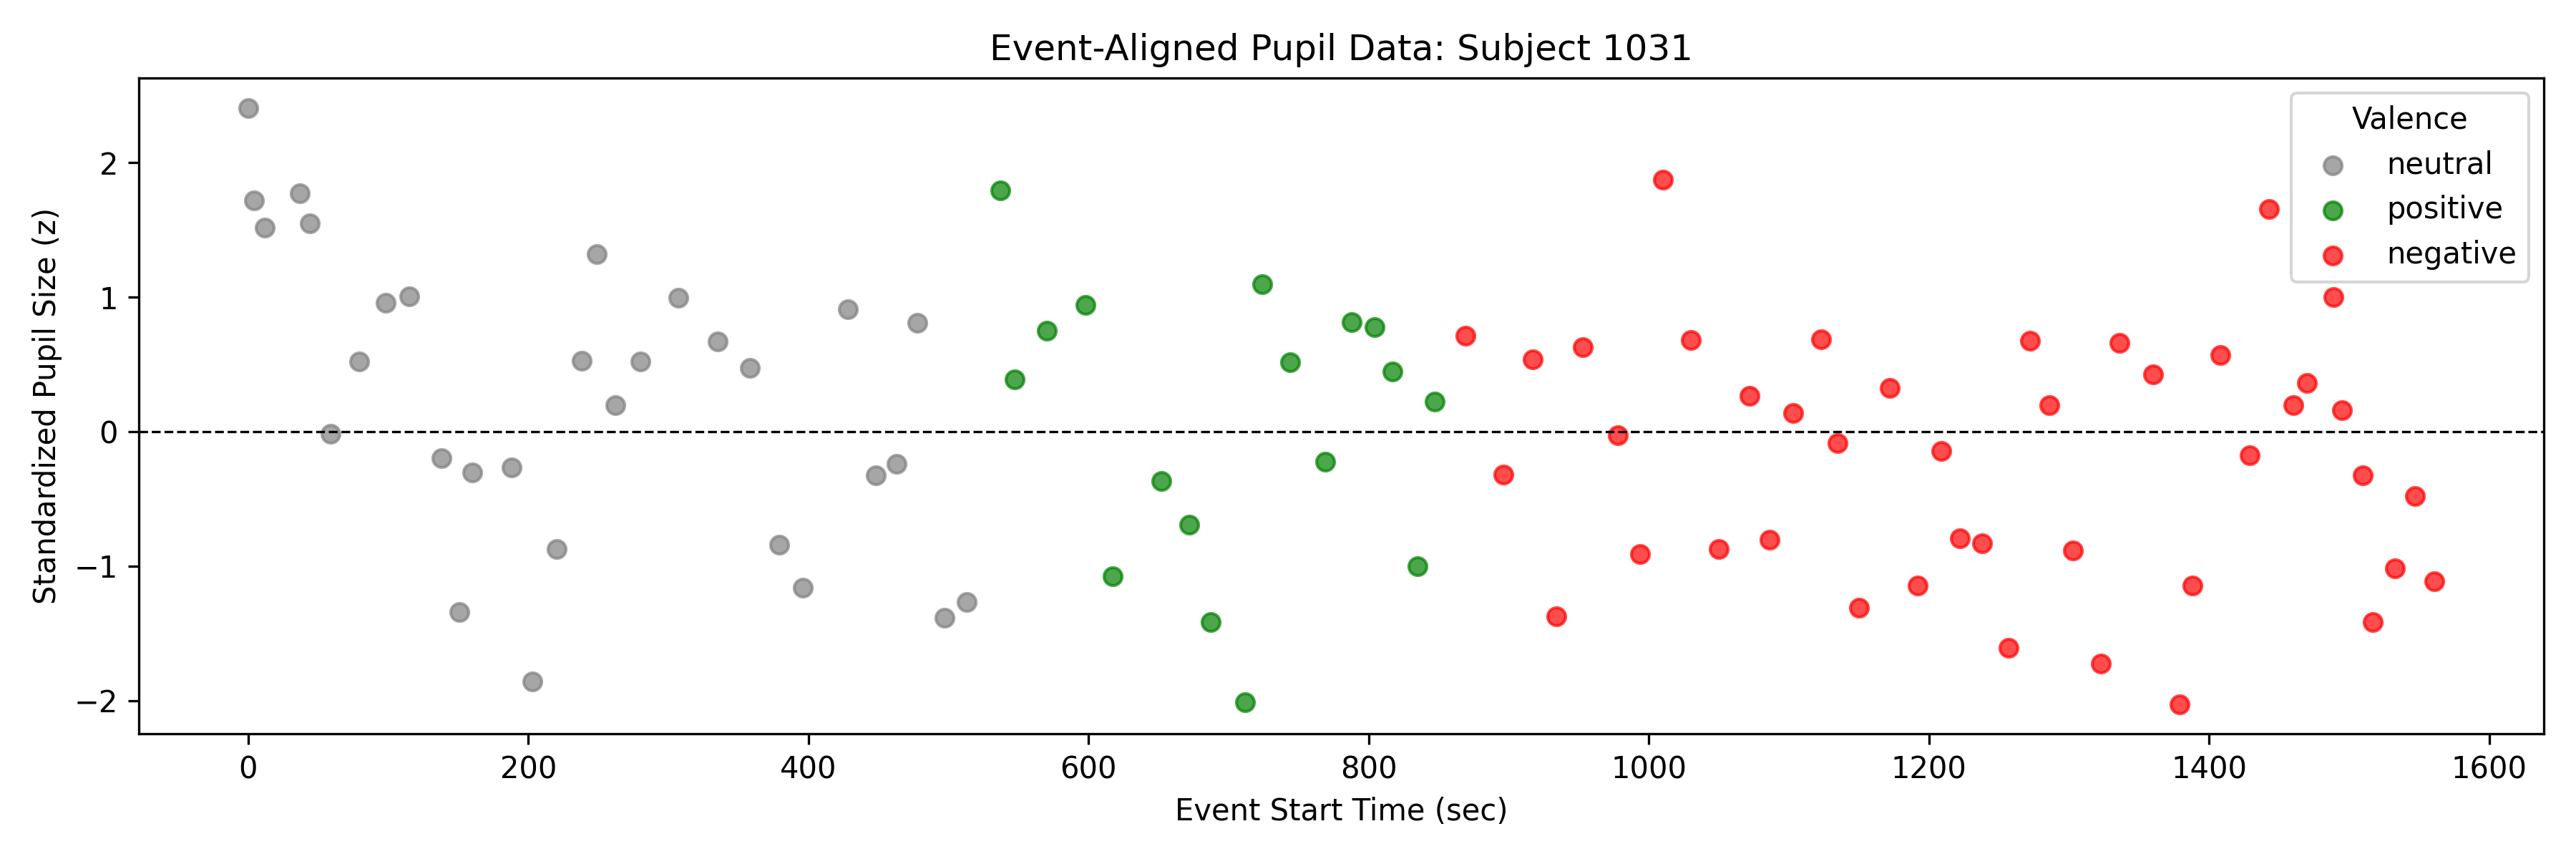 Event-Aligned Pupil Data: Subject 1031
Standardized Pupil Size (z)
2
1
0
−1
−2
Valence
neutral
positive
negative
0 200 400 600 800 1000 1200 1400 1600
Event Start Time (sec)